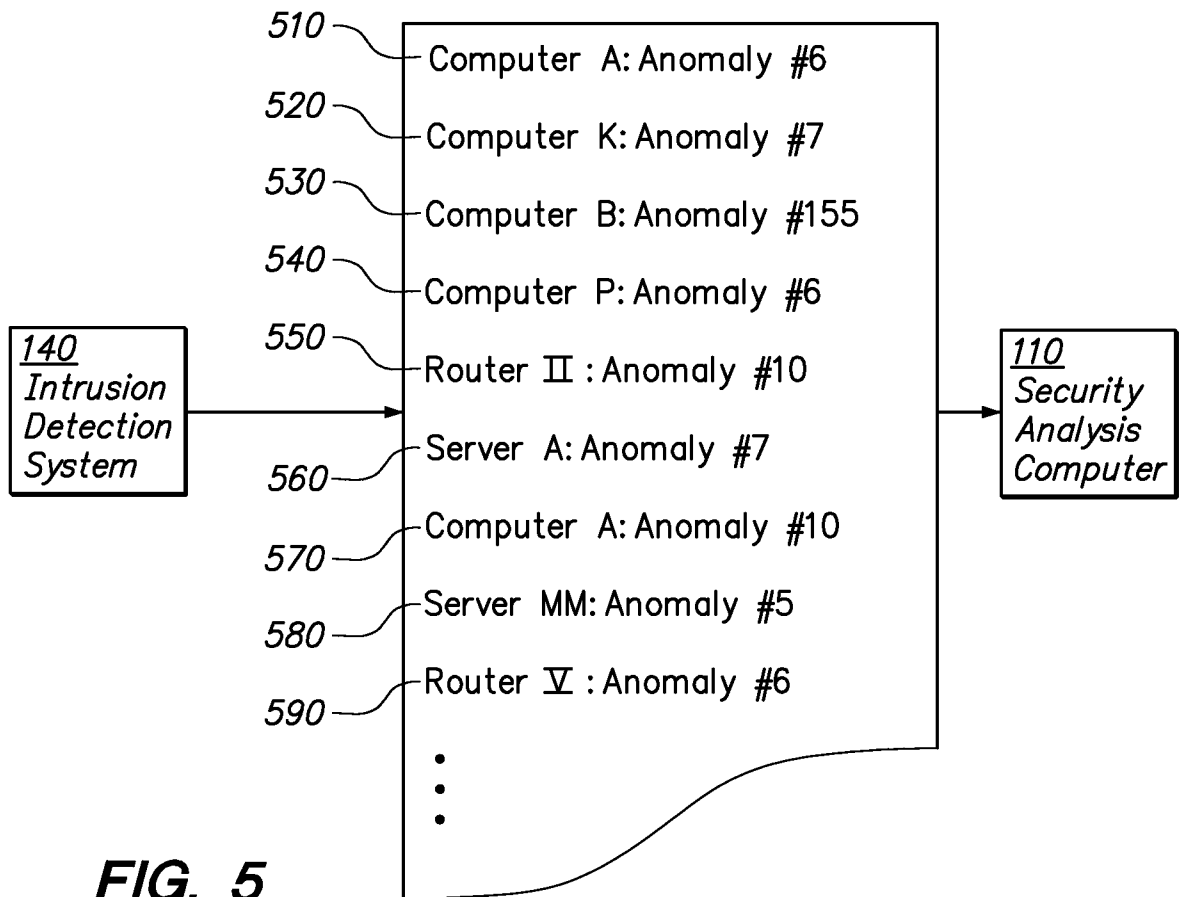 510
Computer A: Anomaly #6
520
Computer K: Anomaly #7
530
Computer B: Anomaly #155
540
Computer P: Anomaly #6
550
Router II : Anomaly #10
560
Server A: Anomaly #7
570
Computer A: Anomaly #10
580
Server MM: Anomaly #5
590
Router V : Anomaly #6
140
Intrusion
Detection
System
110
Security
Analysis
Computer
FIG. 5